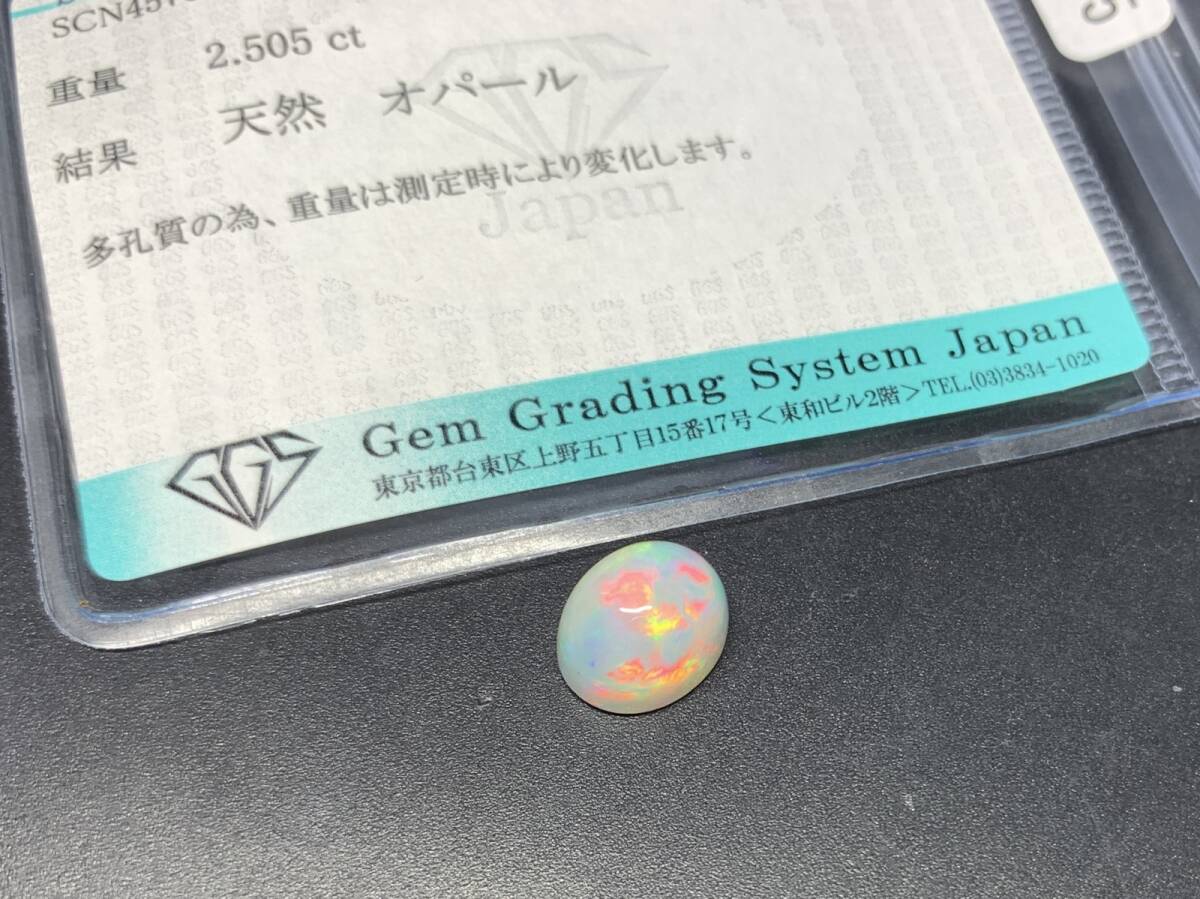 重量 2.505 ct
結果 天然 オパール
多孔質の為、重量は測定時により変化します。
Japan
GGS
Gem Grading System Japan
東京都台東区上野五丁目15番17号<東和ビル2階>TEL.(03)3834-1020